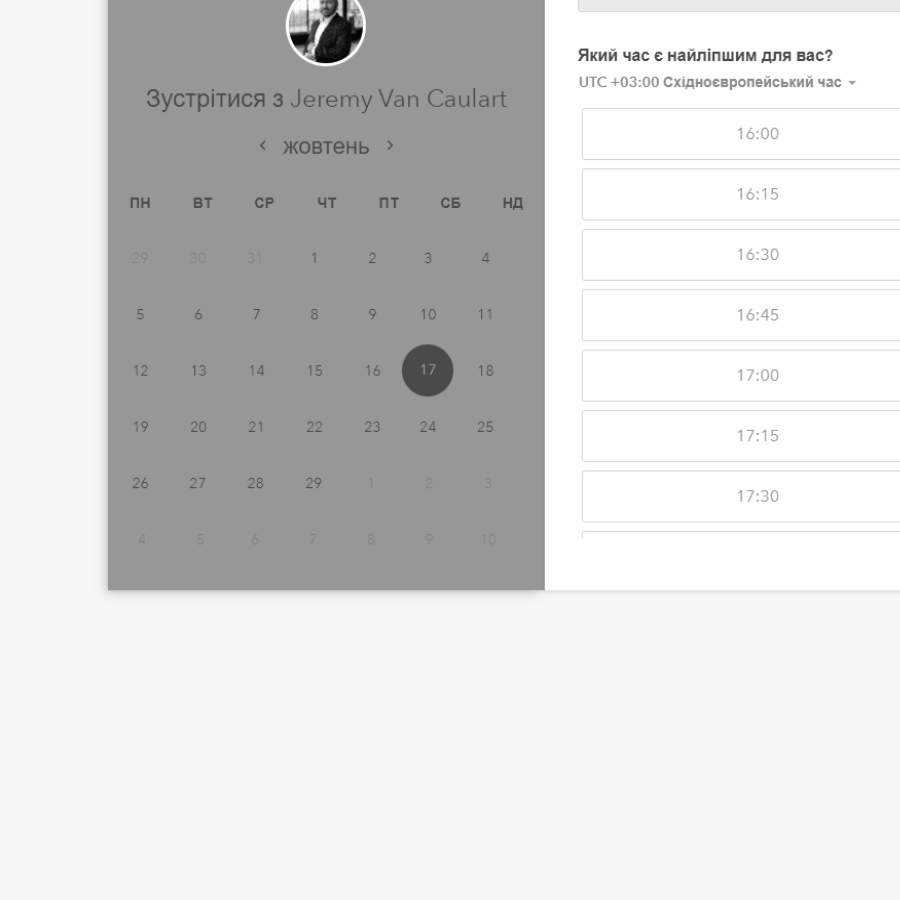 Зустрітися з Jeremy Van Caulart
жовтень
ПН ВТ СР ЧТ ПТ СБ НД
29 30 31 1 2 3 4
5 6 7 8 9 10 11
12 13 14 15 16 17 18
19 20 21 22 23 24 25
26 27 28 29 1 2 3
4 5 6 7 8 9 10
Який час є найліпшим для вас?
UTC +03:00 Східноєвропейський час
16:00
16:15
16:30
16:45
17:00
17:15
17:30